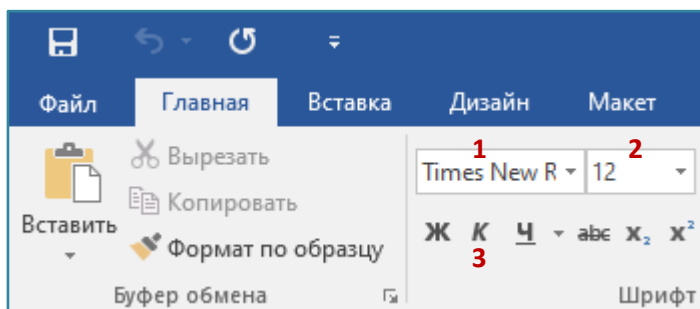 Файл Главная Вставка Дизайн Макет
Вырезать
Копировать
Формат по образцу
Вставить
Буфер обмена
1 2
Times New R 12
Ж К Ч abc x₂ x²
3
Шрифт